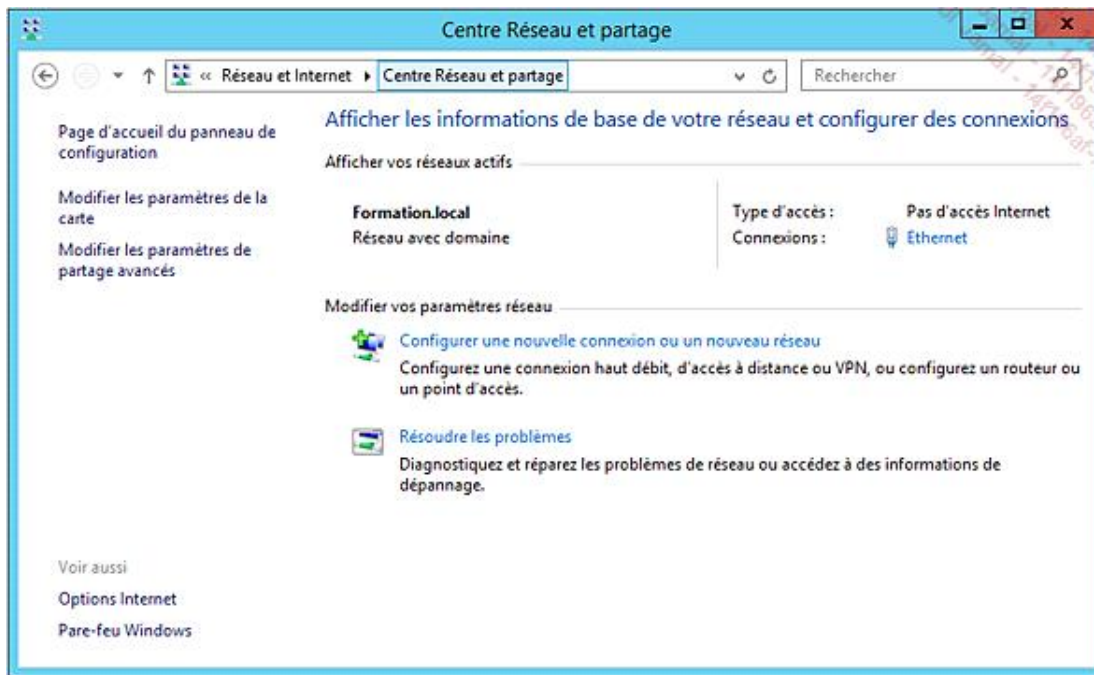 Centre Réseau et partage
« Réseau et Internet ▸ Centre Réseau et partage
Rechercher
Page d'accueil du panneau de
configuration
Modifier les paramètres de la
carte
Modifier les paramètres de
partage avancés
Afficher les informations de base de votre réseau et configurer des connexions
Afficher vos réseaux actifs
Formation.local
Réseau avec domaine
Type d'accès : Pas d'accès Internet
Connexions : Ethernet
Modifier vos paramètres réseau
Configurer une nouvelle connexion ou un nouveau réseau
Configurez une connexion haut débit, d'accès à distance ou VPN, ou configurez un routeur ou
un point d'accès.
Résoudre les problèmes
Diagnostiquez et réparez les problèmes de réseau ou accédez à des informations de
dépannage.
Voir aussi
Options Internet
Pare-feu Windows